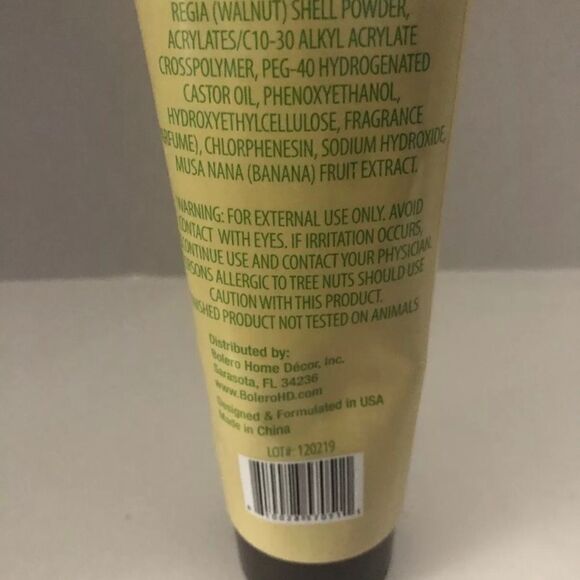 REGIA (WALNUT) SHELL POWDER,
ACRYLATES/C10-30 ALKYL ACRYLATE
CROSSPOLYMER, PEG-40 HYDROGENATED
CASTOR OIL, PHENOXYETHANOL,
HYDROXYETHYLCELLULOSE, FRAGRANCE
RFUME), CHLORPHENESIN, SODIUM HYDROXIDE,
MUSA NANA (BANANA) FRUIT EXTRACT.
WARNING: FOR EXTERNAL USE ONLY. AVOID
CONTACT WITH EYES. IF IRRITATION OCCURS,
CONTINUE USE AND CONTACT YOUR PHYSICIAN.
ERSONS ALLERGIC TO TREE NUTS SHOULD USE
CAUTION WITH THIS PRODUCT.
NISHED PRODUCT NOT TESTED ON ANIMALS
Distributed by:
Bolero Home Décor, Inc.
Sarasota, FL 34236
www.BoleroHD.com
Designed & Formulated in USA
Made in China
LOT#: 120219